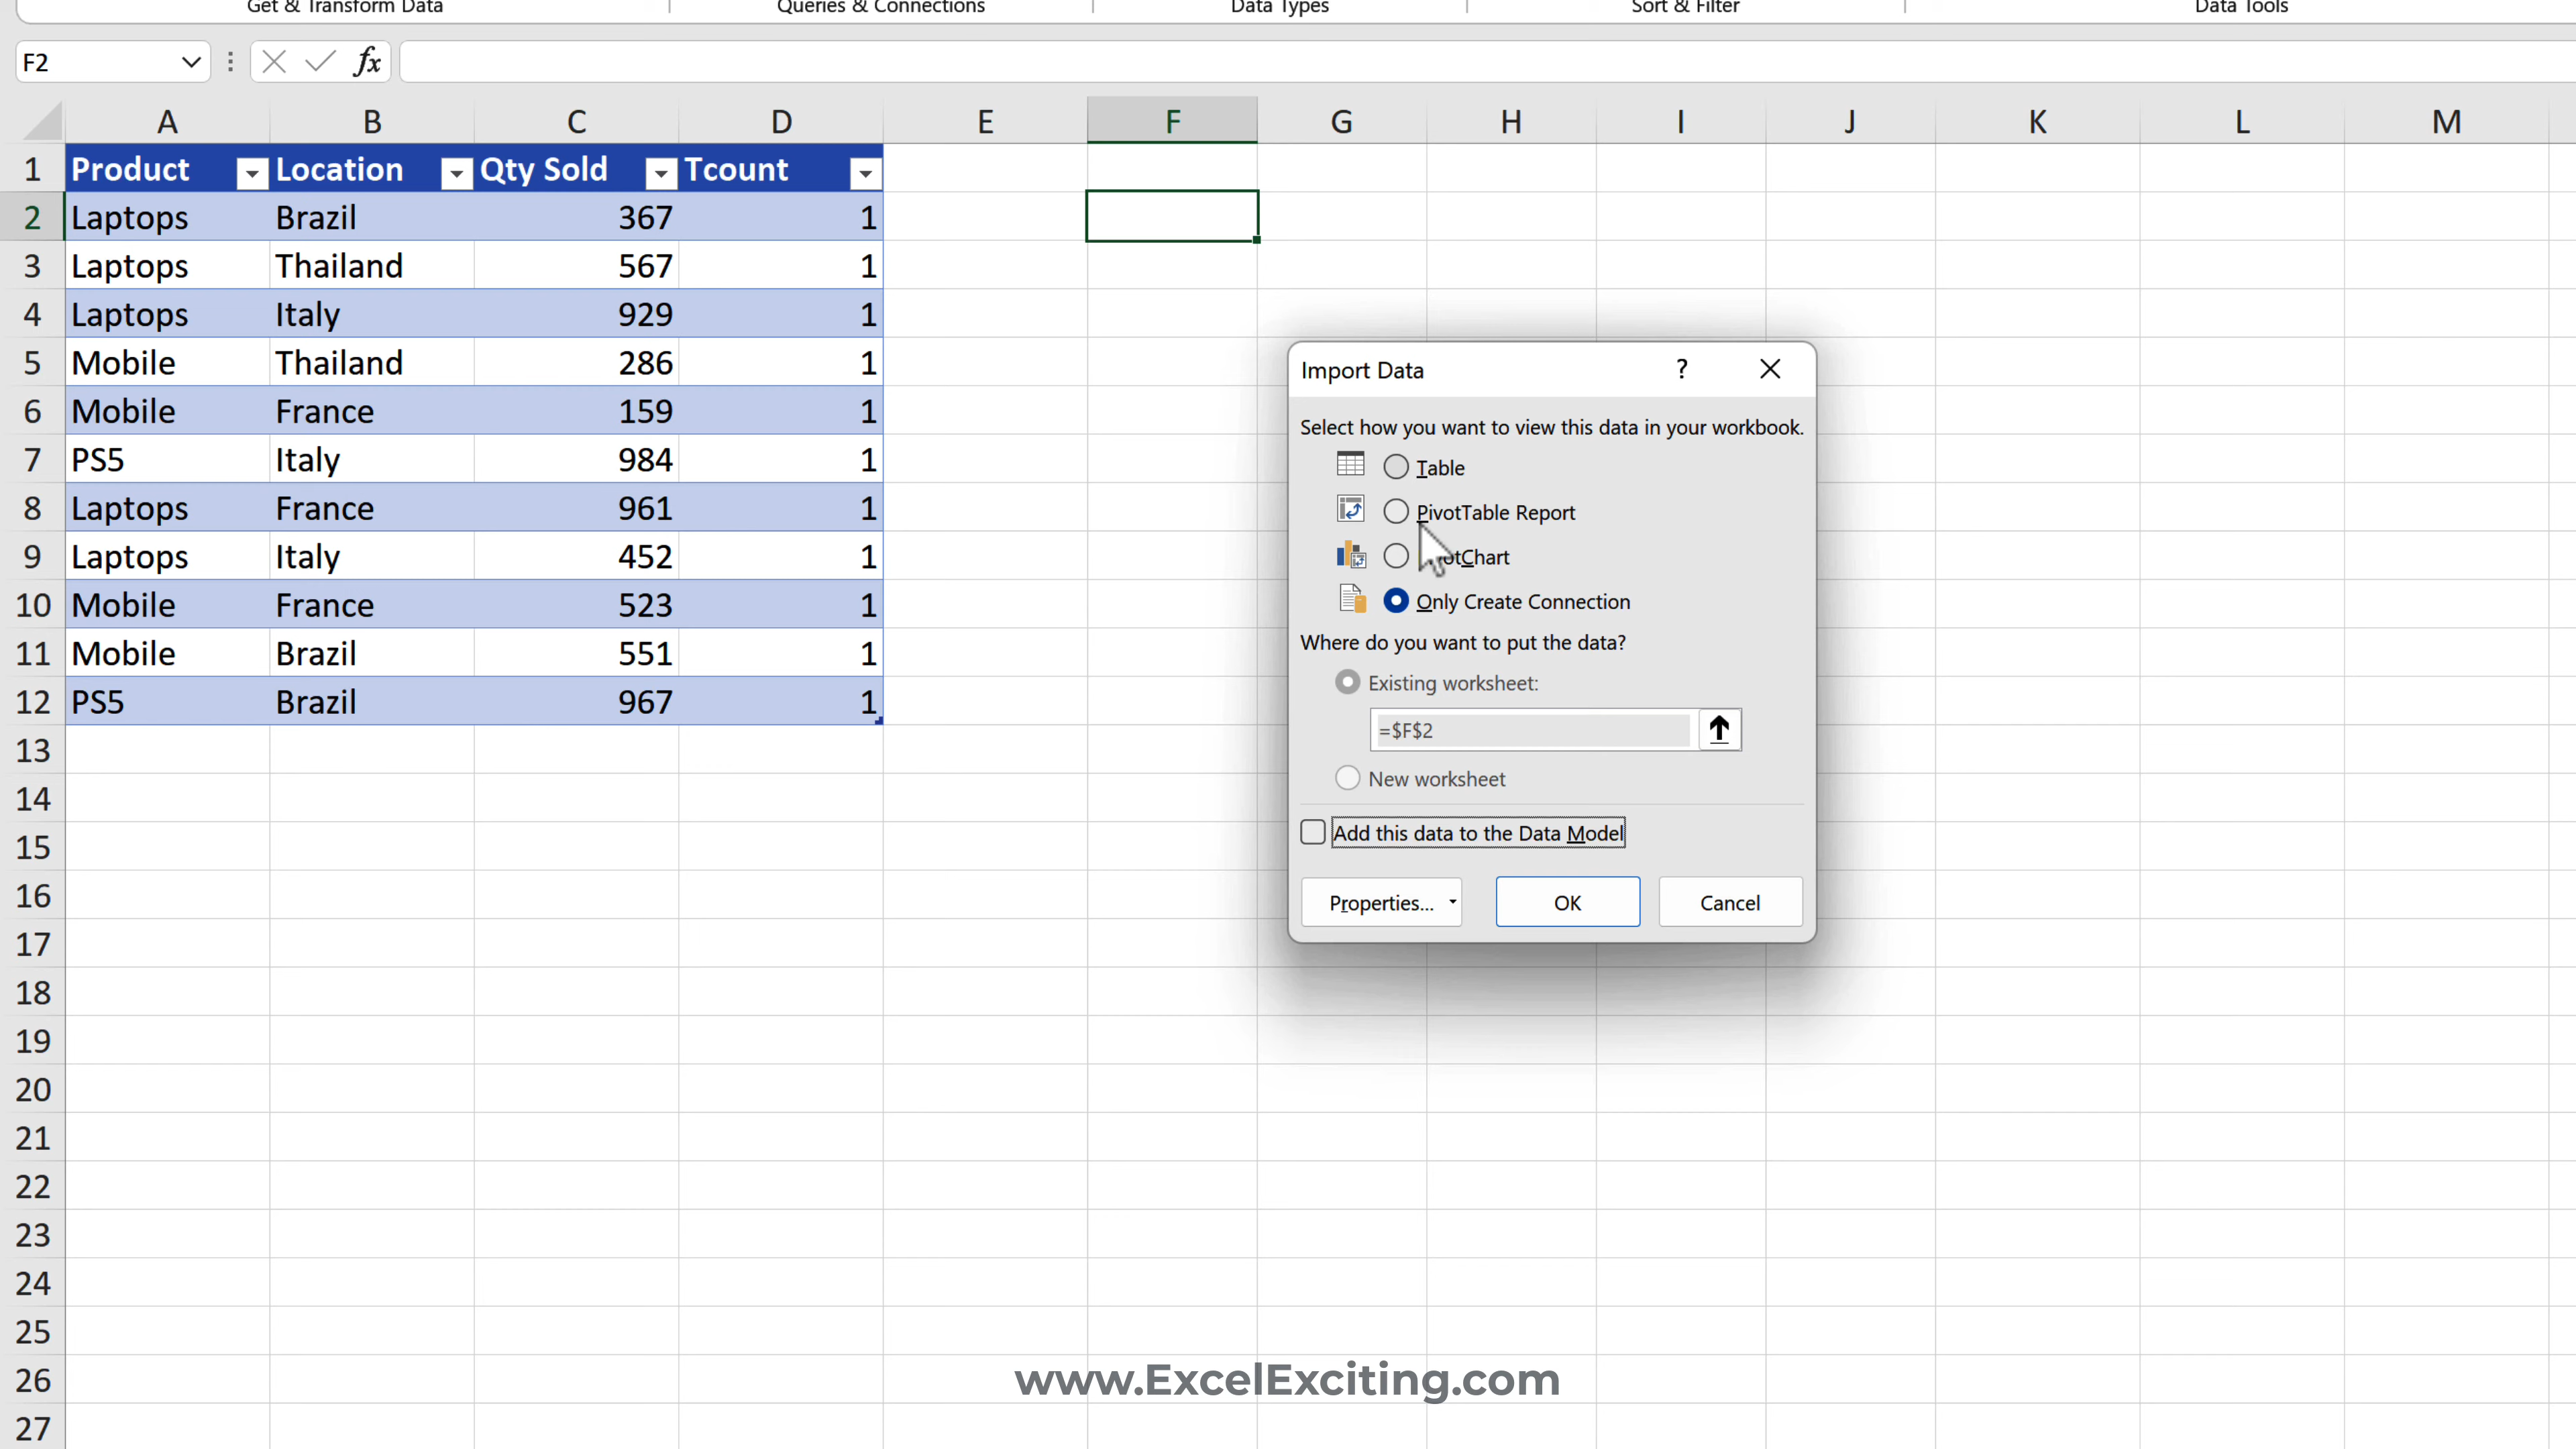 Get & Transform Data Queries & Connections Data Types Sort & Filter Data Tools
F2 fx
A B C D E F G H I J K L M
1 Product Location Qty Sold Tcount
2 Laptops Brazil 367 1
3 Laptops Thailand 567 1
4 Laptops Italy 929 1
5 Mobile Thailand 286 1
6 Mobile France 159 1
7 PS5 Italy 984 1
8 Laptops France 961 1
9 Laptops Italy 452 1
10 Mobile France 523 1
11 Mobile Brazil 551 1
12 PS5 Brazil 967 1
13
14
15
16
17
18
19
20
21
22
23
24
25
26
27
Import Data ?
Select how you want to view this data in your workbook.
Table
PivotTable Report
otChart
Only Create Connection
Where do you want to put the data?
Existing worksheet:
=$F$2
New worksheet
Add this data to the Data Model
Properties... OK Cancel
www.ExcelExciting.com